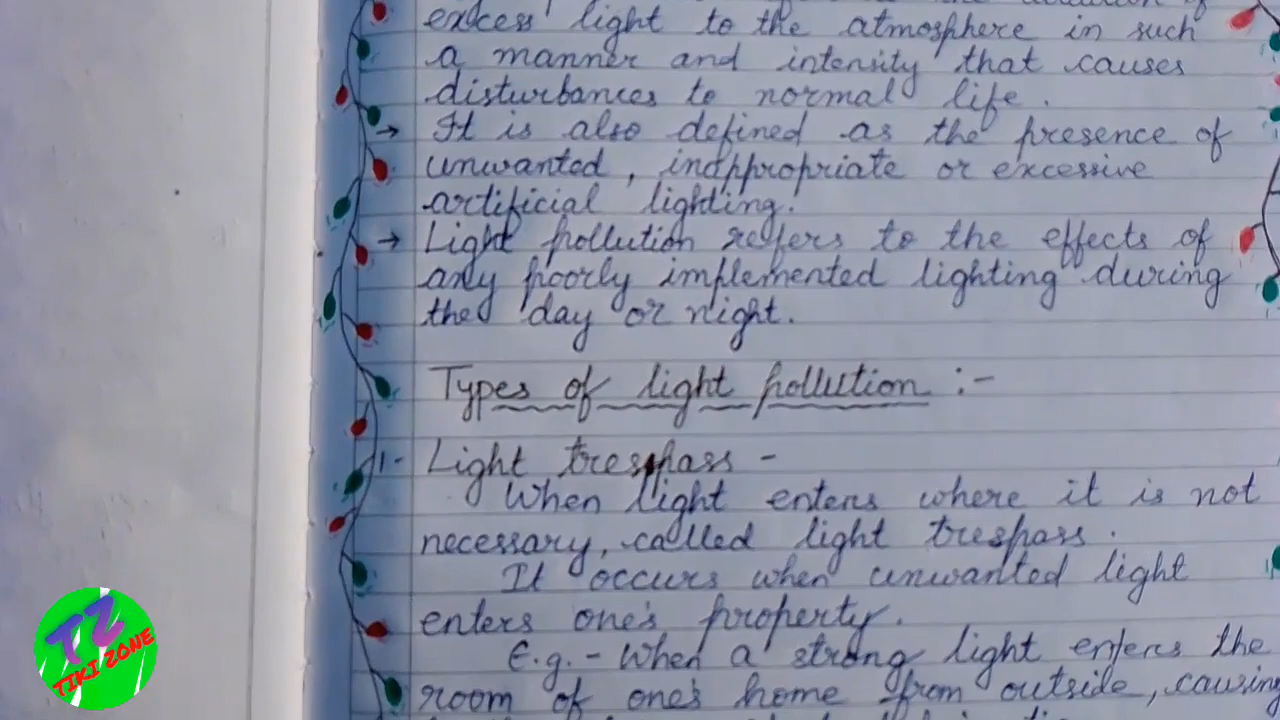 excess light to the atmosphere in such
a manner and intensity that causes
disturbances to normal life.
→ It is also defined as the presence of
unwanted, inappropriate or excessive
artificial lighting.
→ Light pollution refers to the effects of
any poorly implemented lighting during
the day or night.
Types of light pollution :-
1- Light trespass -
When light enters where it is not
necessary, called light trespass.
It occurs when unwanted light
enters one's property.
E.g. - When a strong light enters the
room of one's home from outside, causing
TZ
TIKI ZONE